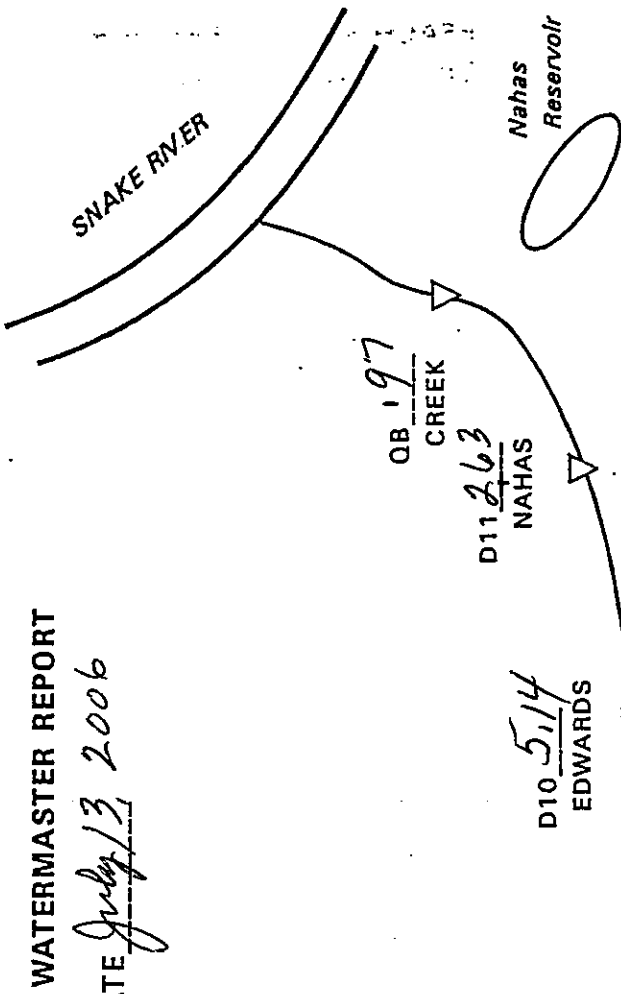 WATERMASTER REPORT
TE July 13, 2006
SNAKE RIVER
Nahas
Reservoir
QB .97
CREEK
D11 263
NAHAS
D10 5.14
EDWARDS